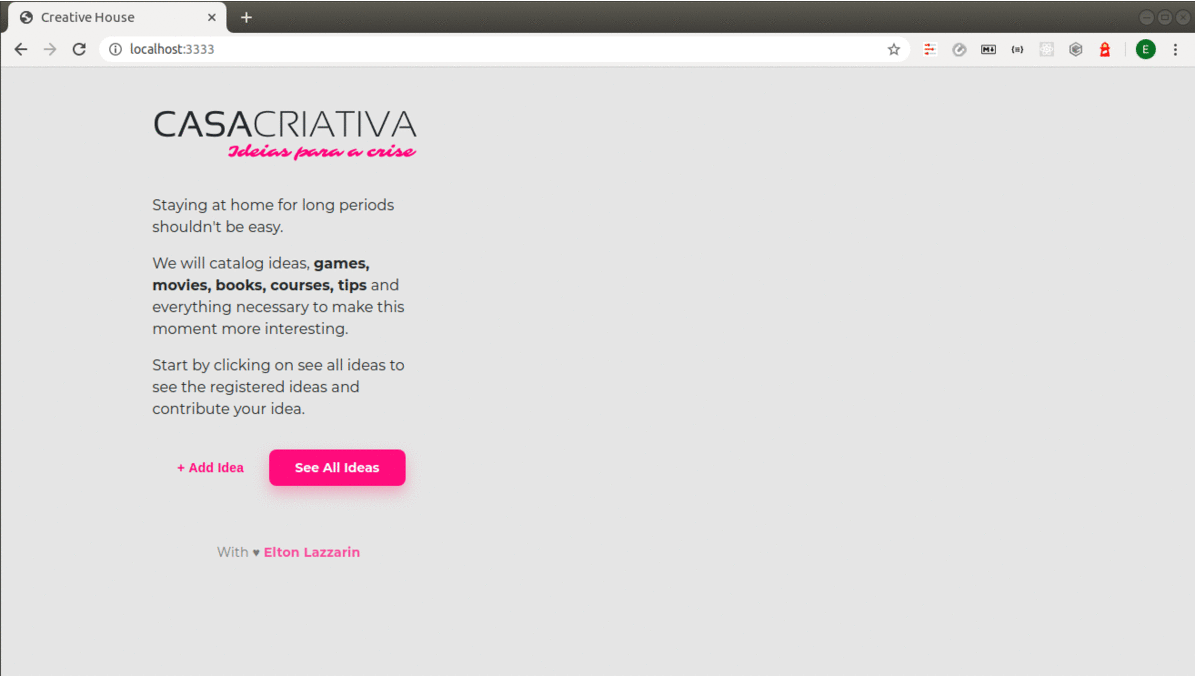 Creative House
localhost:3333
E
CASACRIATIVA
Ideias para a crise
Staying at home for long periods
shouldn't be easy.
We will catalog ideas, games,
movies, books, courses, tips and
everything necessary to make this
moment more interesting.
Start by clicking on see all ideas to
see the registered ideas and
contribute your idea.
+ Add Idea
See All Ideas
With ♥ Elton Lazzarin